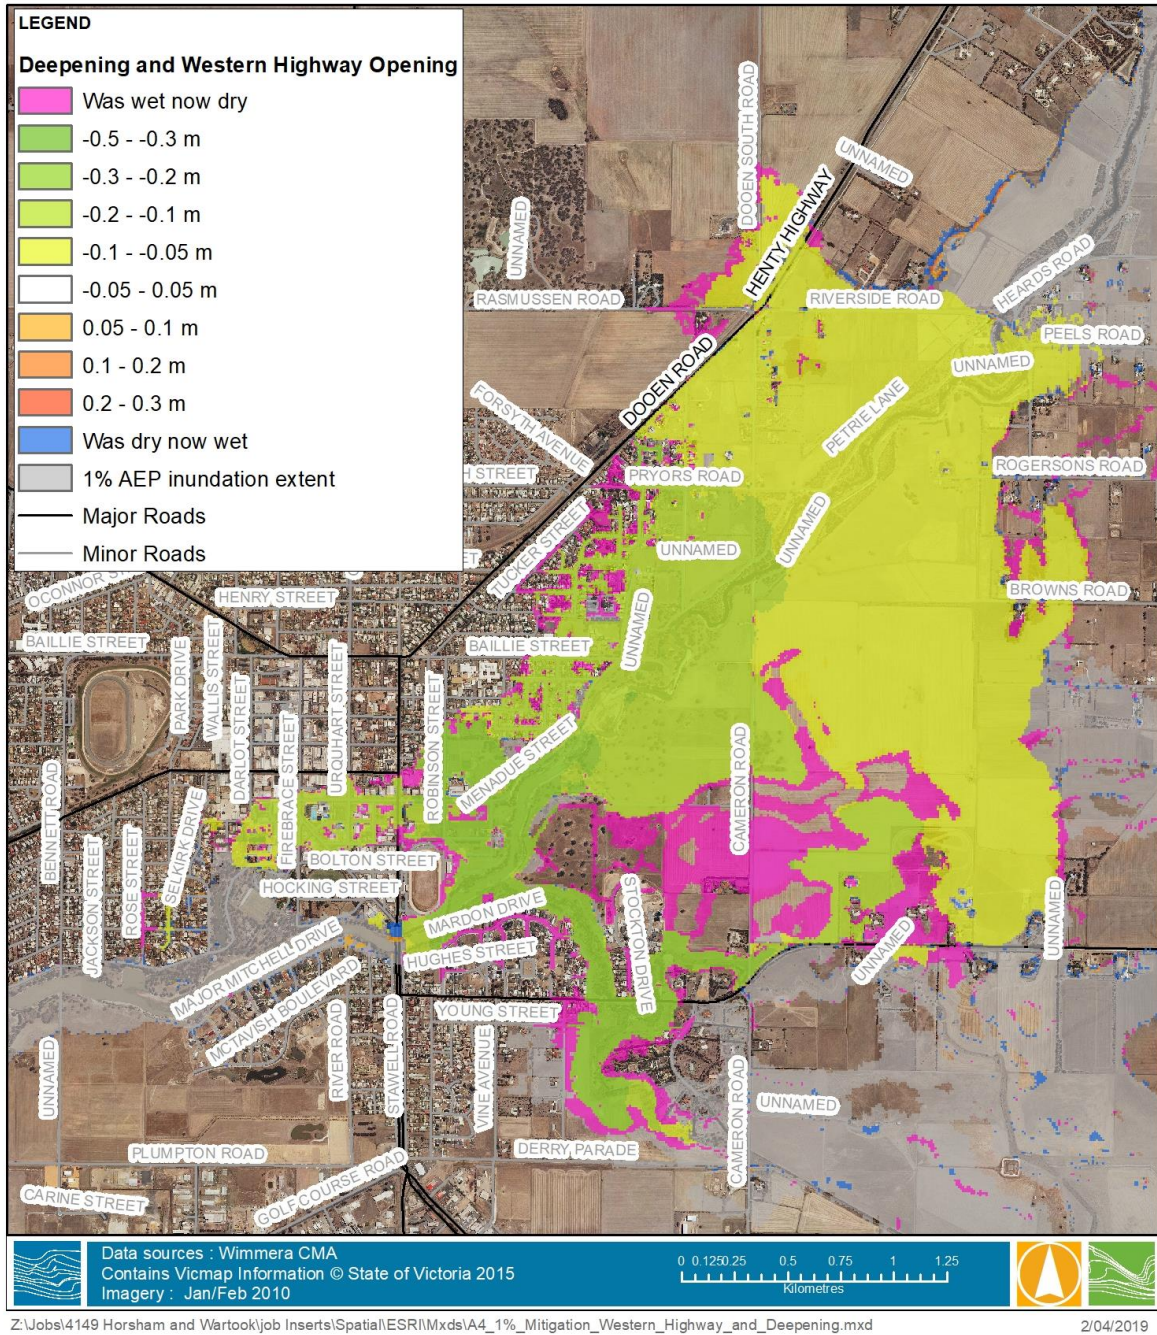 LEGEND
Deepening and Western Highway Opening
Was wet now dry
-0.5 - -0.3 m
-0.3 - -0.2 m
-0.2 - -0.1 m
-0.1 - -0.05 m
-0.05 - 0.05 m
0.05 - 0.1 m
0.1 - 0.2 m
0.2 - 0.3 m
Was dry now wet
1% AEP inundation extent
Major Roads
Minor Roads
DOOEN SOUTH ROAD
UNNAMED
HENTY HIGHWAY
UNNAMED
HEARDS ROAD
RASMUSSEN ROAD
RIVERSIDE ROAD
PEELS ROAD
UNNAMED
DOOEN ROAD
PETRIE LANE
FORSYTH AVENUE
STREET
PRYORS ROAD
ROGERSONS ROAD
UNNAMED
TUCKER STREET
UNNAMED
OCONNOR
HENRY STREET
BROWNS ROAD
UNNAMED
BAILLIE STREET
BAILLIE STREET
PARK DRIVE
WALLIS STREET
DARLOT STREET
URQUHART STREET
ROBINSON STREET
MENADUE STREET
CAMERON ROAD
FIREBRACE STREET
BENNETT ROAD
JACKSON STREET
ROSE STREET
SELKIRK DRIVE
BOLTON STREET
HOCKING STREET
MARDON DRIVE
STOCKTON DRIVE
UNNAMED
UNNAMED
MAJOR MITCHELL DRIVE
HUGHES STREET
MCTAVISH BOULEVARD
YOUNG STREET
RIVER ROAD
STAWELL ROAD
VINE AVENUE
UNNAMED
CAMERON ROAD
UNNAMED
PLUMPTON ROAD
DERRY PARADE
GOLF COURSE ROAD
CARINE STREET
Data sources : Wimmera CMA
Contains Vicmap Information © State of Victoria 2015
Imagery : Jan/Feb 2010
0 0.125 0.25 0.5 0.75 1 1.25
Kilometres
Z:\Jobs\4149 Horsham and Wartook\job Inserts\Spatial\ESRI\Mxds\A4_1%_Mitigation_Western_Highway_and_Deepening.mxd
2/04/2019